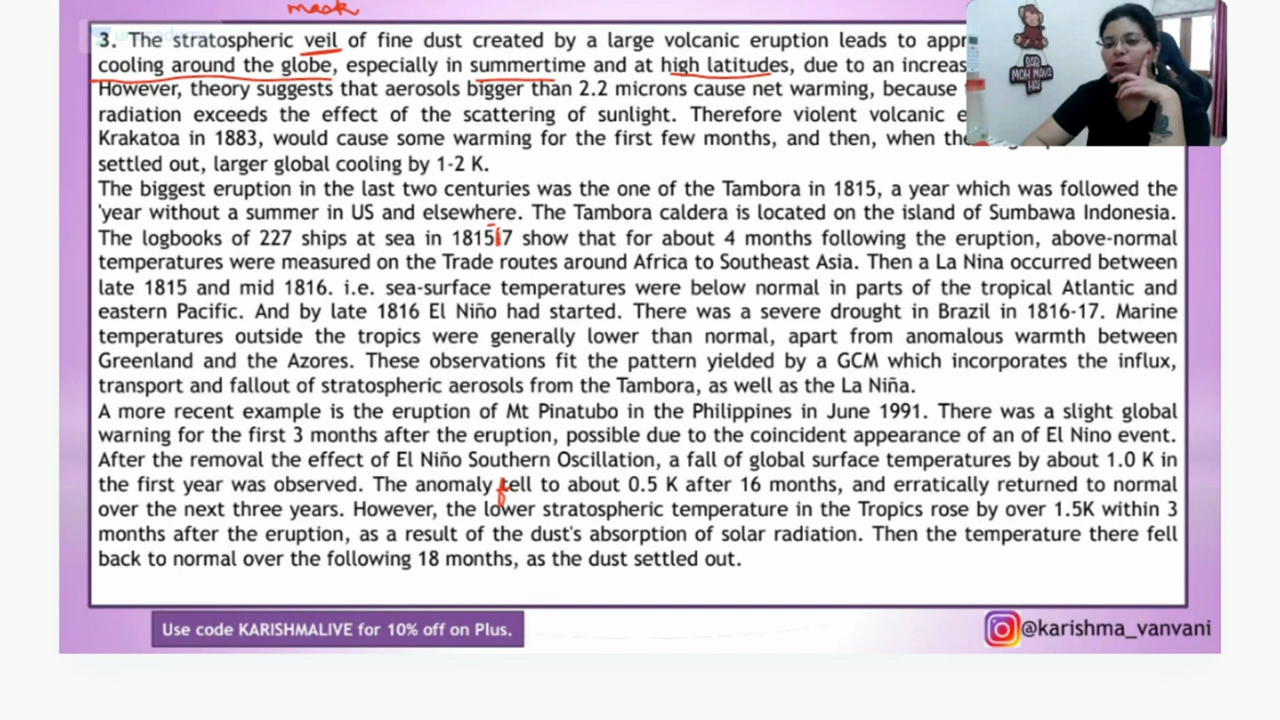 mask
3. The stratospheric veil of fine dust created by a large volcanic eruption leads to
cooling around the globe, especially in summertime and at high latitudes, due to an
However, theory suggests that aerosols bigger than 2.2 microns cause net warming, because
radiation exceeds the effect of the scattering of sunlight. Therefore violent volcanic
Krakatoa in 1883, would cause some warming for the first few months, and then, when
settled out, larger global cooling by 1-2 K.
The biggest eruption in the last two centuries was the one of the Tambora in 1815, a year which was followed the
'year without a summer in US and elsewhere. The Tambora caldera is located on the island of Sumbawa Indonesia.
The logbooks of 227 ships at sea in 1815-17 show that for about 4 months following the eruption, above-normal
temperatures were measured on the Trade routes around Africa to Southeast Asia. Then a La Nina occurred between
late 1815 and mid 1816. i.e. sea-surface temperatures were below normal in parts of the tropical Atlantic and
eastern Pacific. And by late 1816 El Niño had started. There was a severe drought in Brazil in 1816-17. Marine
temperatures outside the tropics were generally lower than normal, apart from anomalous warmth between
Greenland and the Azores. These observations fit the pattern yielded by a GCM which incorporates the influx,
transport and fallout of stratospheric aerosols from the Tambora, as well as the La Niña.
A more recent example is the eruption of Mt Pinatubo in the Philippines in June 1991. There was a slight global
warning for the first 3 months after the eruption, possible due to the coincident appearance of an of El Nino event.
After the removal the effect of El Niño Southern Oscillation, a fall of global surface temperatures by about 1.0 K in
the first year was observed. The anomaly fell to about 0.5 K after 16 months, and erratically returned to normal
over the next three years. However, the lower stratospheric temperature in the Tropics rose by over 1.5K within 3
months after the eruption, as a result of the dust's absorption of solar radiation. Then the temperature there fell
back to normal over the following 18 months, as the dust settled out.
Use code KARISHMALIVE for 10% off on Plus.
@karishma_vanvani
SAB
MOH MAYA
HAI